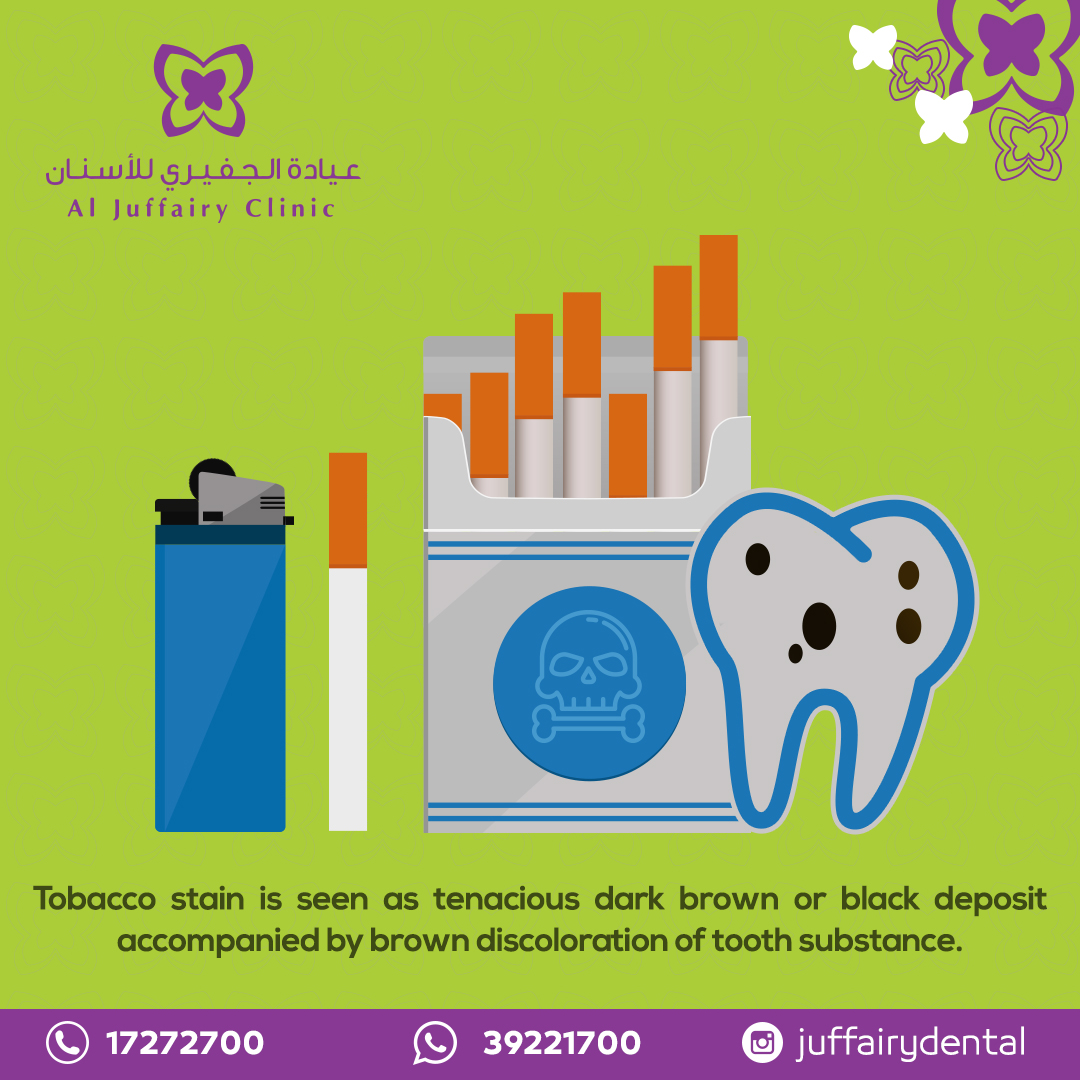 عيادة الجفيري للأسنان
Al Juffairy Clinic
Tobacco stain is seen as tenacious dark brown or black deposit
accompanied by brown discoloration of tooth substance.
17272700
39221700
juffairydental